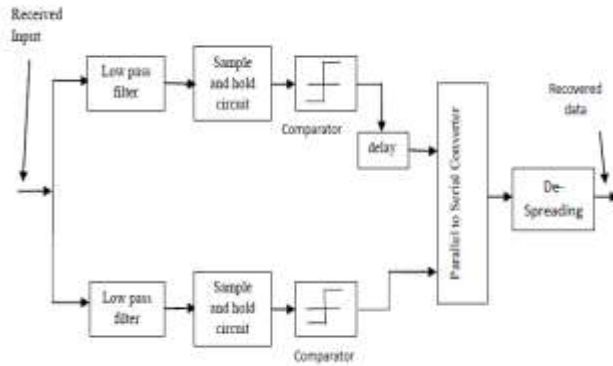 Received
Input
Low pass
filter
Sample
and hold
circuit
Comparator
delay
Parallel to Serial Converter
De-
Spreading
Recovered
data
Low pass
filter
Sample
and hold
circuit
Comparator